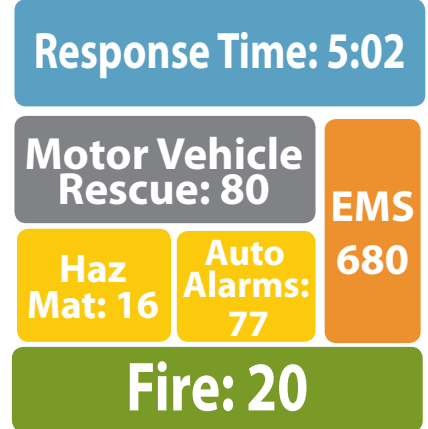 Response Time: 5:02
Motor Vehicle
Rescue: 80
EMS
680
Haz
Mat: 16
Auto
Alarms:
77
Fire: 20